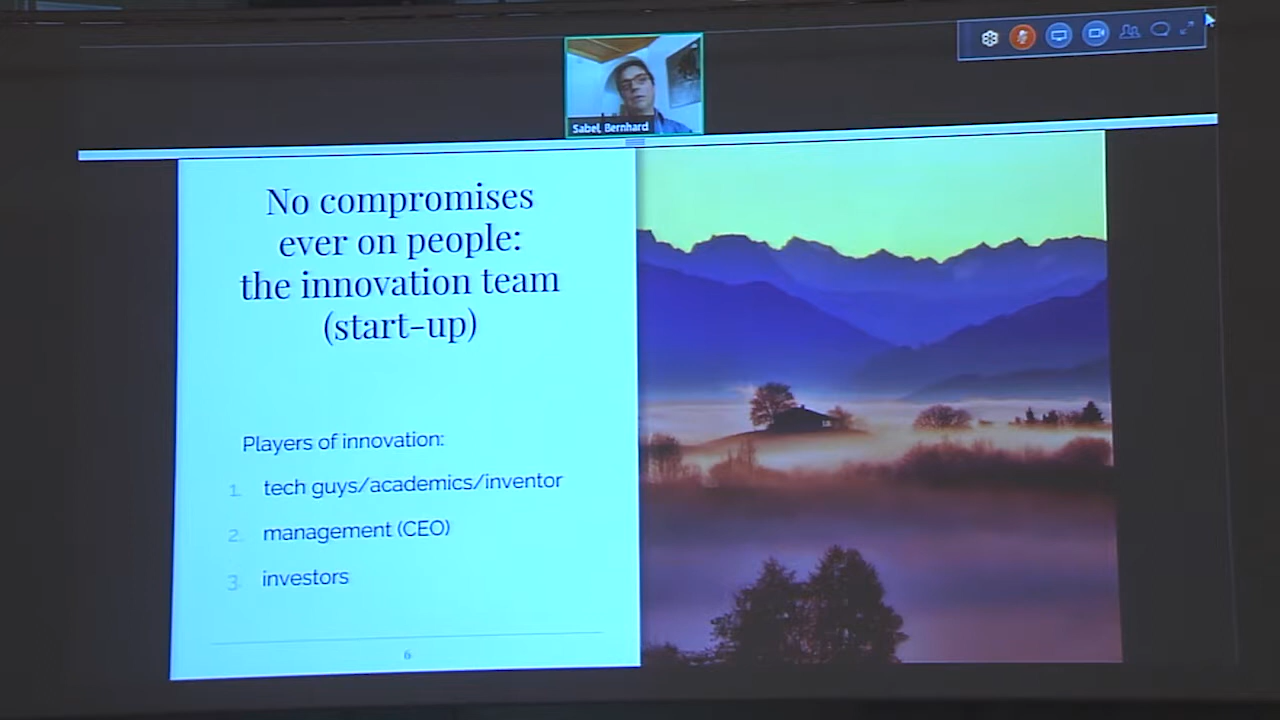 Sabel, Bernhard
No compromises
ever on people:
the innovation team
(start-up)
Players of innovation:
1. tech guys/academics/inventor
2. management (CEO)
3. investors
6